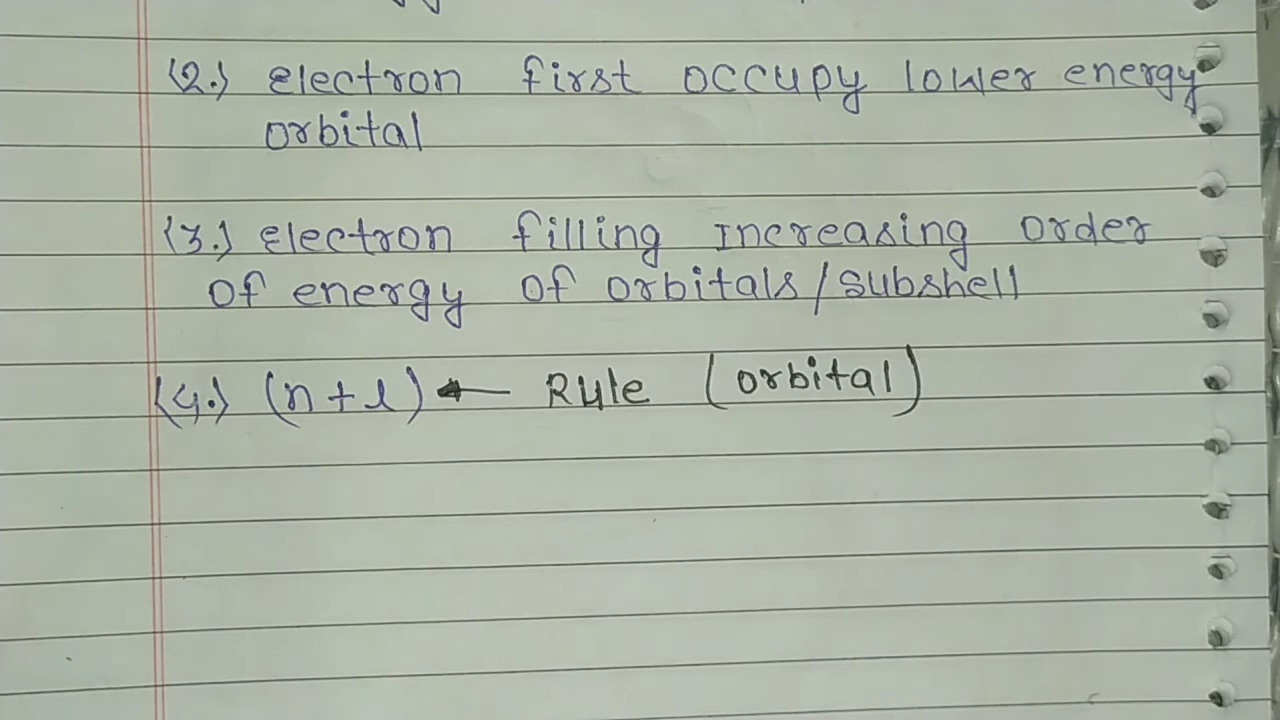 (2.) electron first occupy lower energy
orbital
(3.) Electron filling Increasing order
of energy of orbitals/subshell
(4.) (n+l) ← Rule (orbital)